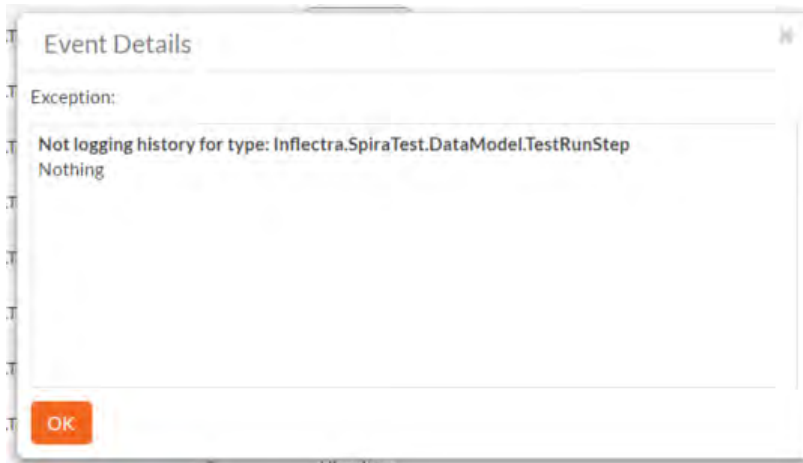 Event Details
Exception:
Not logging history for type: Inflectra.SpiraTest.DataModel.TestRunStep
Nothing
OK